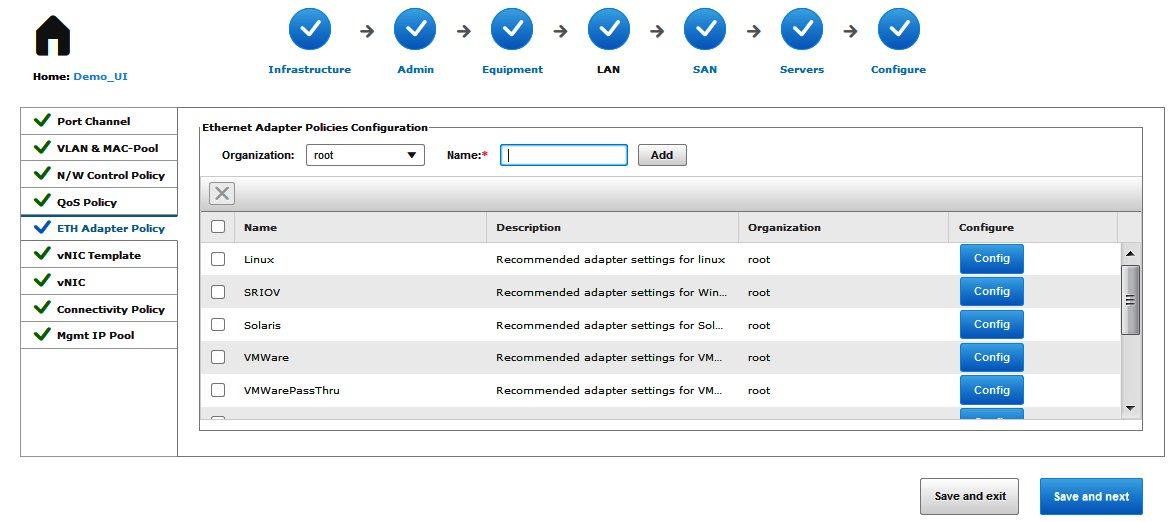 Infrastructure Admin Equipment LAN SAN Servers Configure
Home: Demo_UI
Port Channel
VLAN & MAC-Pool
N/W Control Policy
QoS Policy
ETH Adapter Policy
vNIC Template
vNIC
Connectivity Policy
Mgmt IP Pool
Ethernet Adapter Policies Configuration
Organization: root Name:* Add
Name Description Organization Configure
Linux Recommended adapter settings for linux root Config
SRIOV Recommended adapter settings for Win... root Config
Solaris Recommended adapter settings for Sol... root Config
VMWare Recommended adapter settings for VM... root Config
VMWarePassThru Recommended adapter settings for VM... root Config
Save and exit Save and next